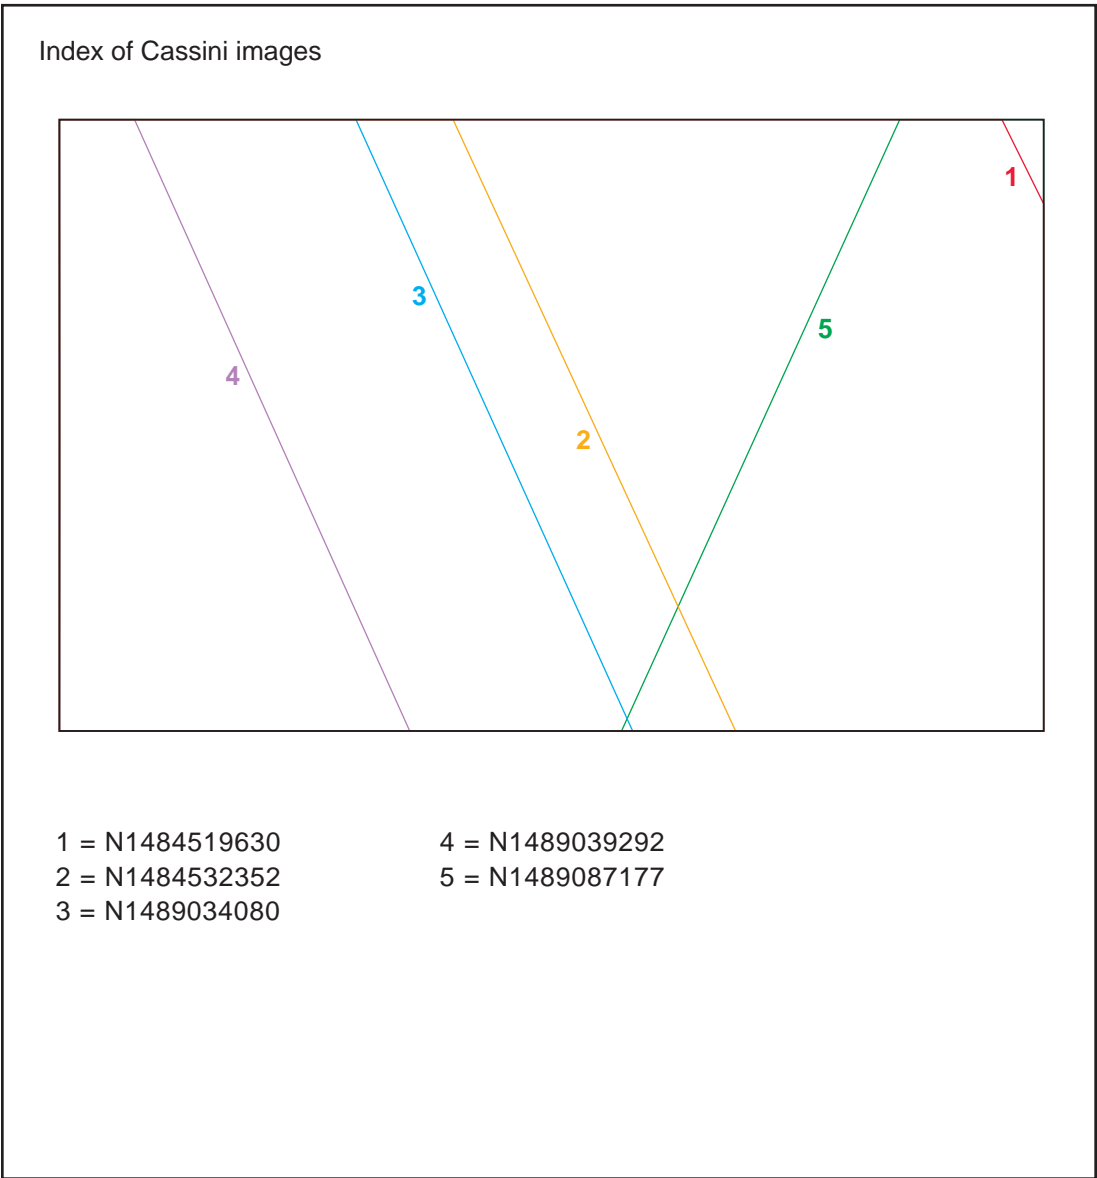 Index of Cassini images
1
3
5
4
2
1 = N1484519630
2 = N1484532352
3 = N1489034080
4 = N1489039292
5 = N1489087177